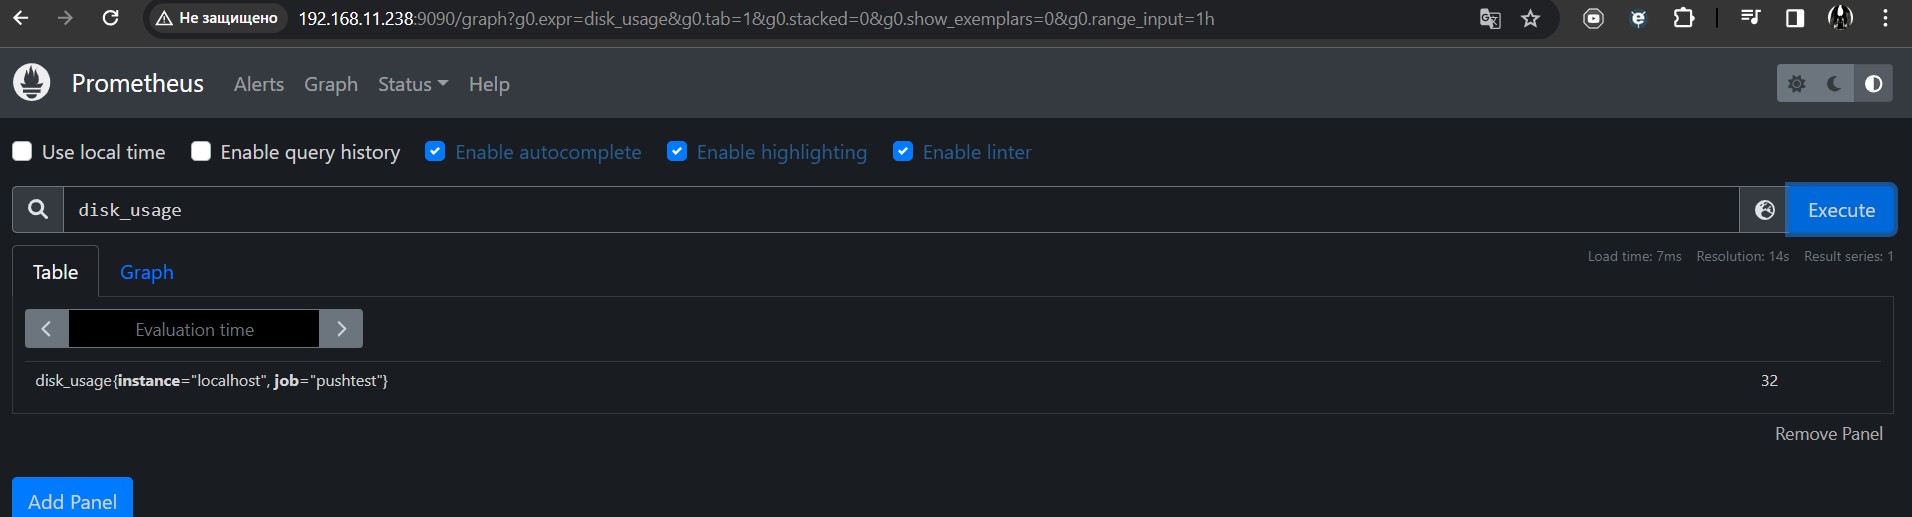 Не защищено 192.168.11.238:9090/graph?g0.expr=disk_usage&g0.tab=1&g0.stacked=0&g0.show_exemplars=0&g0.range_input=1h
Prometheus Alerts Graph Status Help
Use local time Enable query history Enable autocomplete Enable highlighting Enable linter
disk_usage Execute
Table Graph Load time: 7ms Resolution: 14s Result series: 1
Evaluation time
disk_usage{instance="localhost", job="pushtest"} 32
Remove Panel
Add Panel